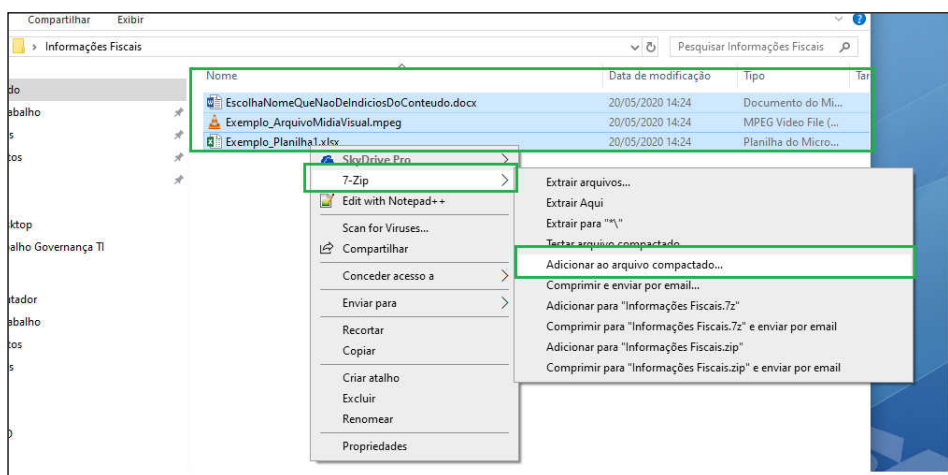 Compartilhar Exibir
Informações Fiscais
Pesquisar Informações Fiscais
Nome Data de modificação Tipo Tar
do
EscolhaNomeQueNaoDeIndiciosDoConteudo.docx 20/05/2020 14:24 Documento do Mi...
abalho
Exemplo_ArquivoMidiaVisual.mpeg 20/05/2020 14:24 MPEG Video File (...
s
Exemplo_Planilha1.xlsx 20/05/2020 14:24 Planilha do Micro...
tos
SkyDrive Pro
7-Zip
Edit with Notepad++
Scan for Viruses...
Compartilhar
Conceder acesso a
Enviar para
Recortar
Copiar
Criar atalho
Excluir
Renomear
Propriedades
Extrair arquivos...
Extrair Aqui
Extrair para "*\"
Testar arquivo compactado
Adicionar ao arquivo compactado...
Comprimir e enviar por email...
Adicionar para "Informações Fiscais.7z"
Comprimir para "Informações Fiscais.7z" e enviar por email
Adicionar para "Informações Fiscais.zip"
Comprimir para "Informações Fiscais.zip" e enviar por email
sktop
alho Governança TI
utador
abalho
tos
s